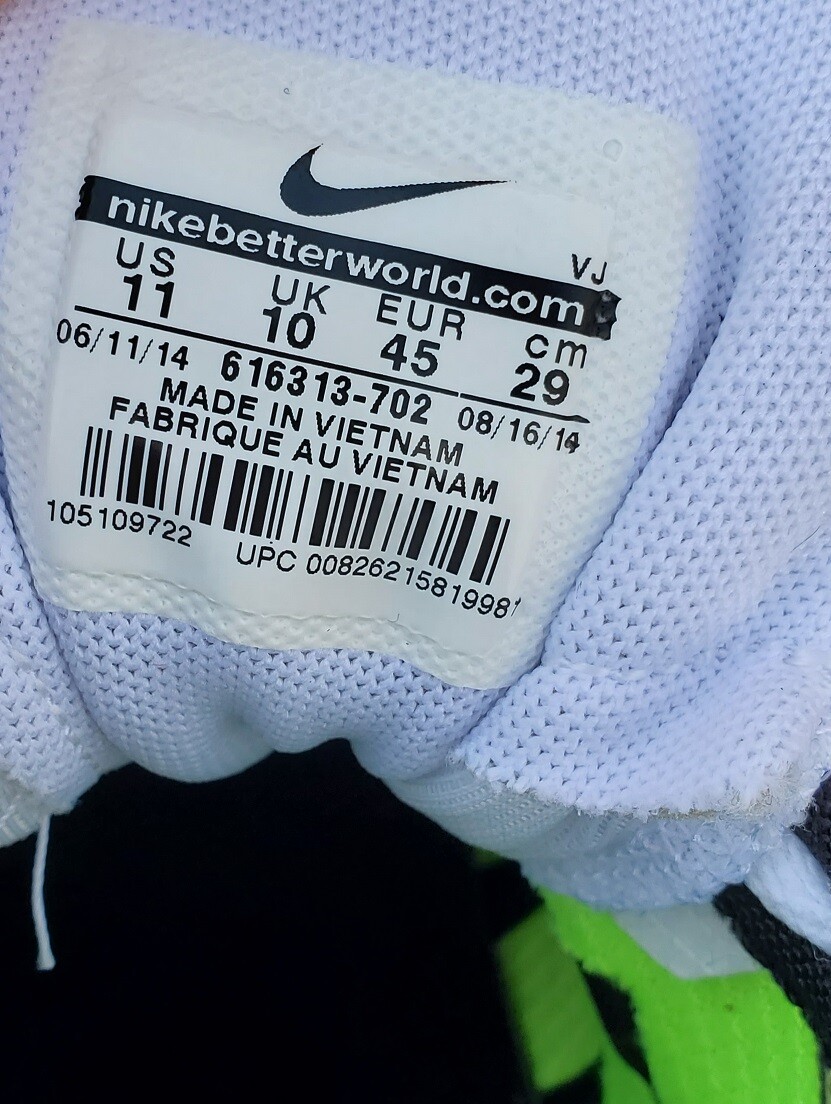 nikebetterworld.com
VJ
US UK EUR cm
11 10 45 29
06/11/14 616313-702 08/16/14
MADE IN VIETNAM
FABRIQUE AU VIETNAM
105109722
UPC 00826215819981